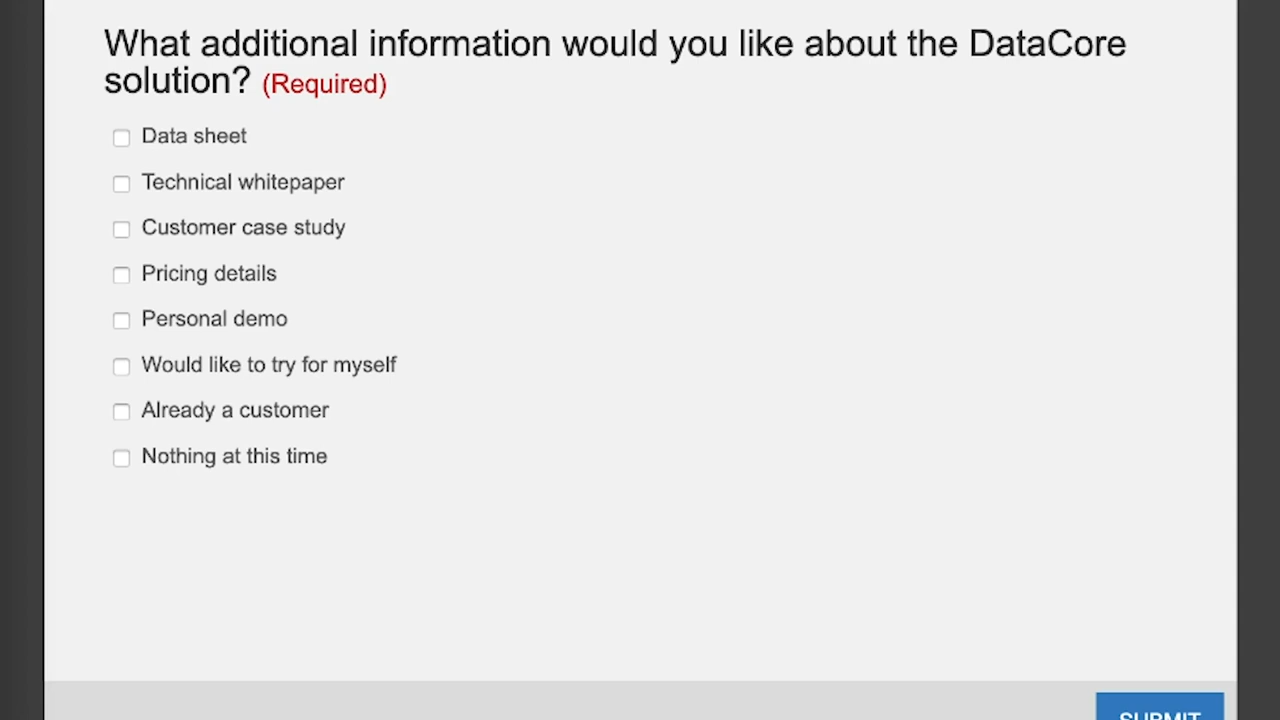 What additional information would you like about the DataCore
solution? (Required)
Data sheet
Technical whitepaper
Customer case study
Pricing details
Personal demo
Would like to try for myself
Already a customer
Nothing at this time
SUBMIT